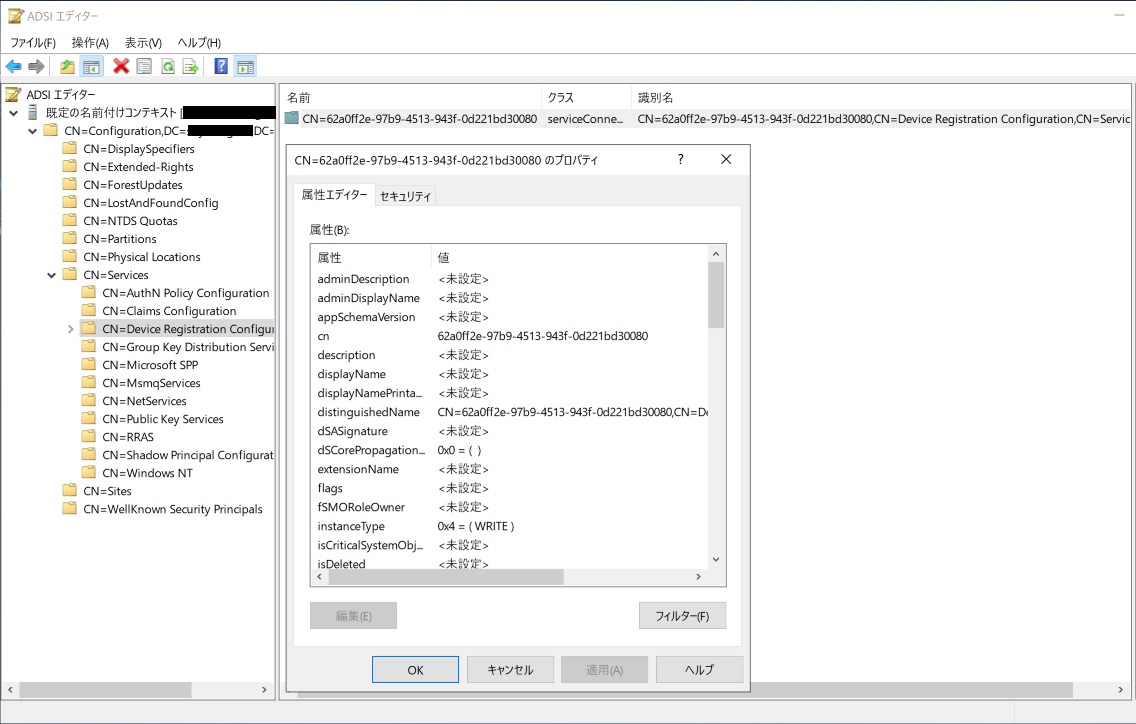 ADSI エディター
ファイル(F) 操作(A) 表示(V) ヘルプ(H)
ADSI エディター
既定の名前付けコンテキスト [
CN=Configuration,DC= DC=
CN=DisplaySpecifiers
CN=Extended-Rights
CN=ForestUpdates
CN=LostAndFoundConfig
CN=NTDS Quotas
CN=Partitions
CN=Physical Locations
CN=Services
CN=AuthN Policy Configuration
CN=Claims Configuration
CN=Device Registration Configur
CN=Group Key Distribution Servi
CN=Microsoft SPP
CN=MsmqServices
CN=NetServices
CN=Public Key Services
CN=RRAS
CN=Shadow Principal Configurat
CN=Windows NT
CN=Sites
CN=WellKnown Security Principals
名前 クラス 識別名
CN=62a0ff2e-97b9-4513-943f-0d221bd30080 serviceConne... CN=62a0ff2e-97b9-4513-943f-0d221bd30080,CN=Device Registration Configuration,CN=Servic
CN=62a0ff2e-97b9-4513-943f-0d221bd30080 のプロパティ ?
属性エディター セキュリティ
属性(B):
属性 値
adminDescription <未設定>
adminDisplayName <未設定>
appSchemaVersion <未設定>
cn 62a0ff2e-97b9-4513-943f-0d221bd30080
description <未設定>
displayName <未設定>
displayNamePrinta... <未設定>
distinguishedName CN=62a0ff2e-97b9-4513-943f-0d221bd30080,CN=De
dSASignature <未設定>
dSCorePropagation... 0x0 = ( )
extensionName <未設定>
flags <未設定>
fSMORoleOwner <未設定>
instanceType 0x4 = ( WRITE )
isCriticalSystemObj... <未設定>
isDeleted <未設定>
編集(E) フィルター(F)
OK キャンセル 適用(A) ヘルプ